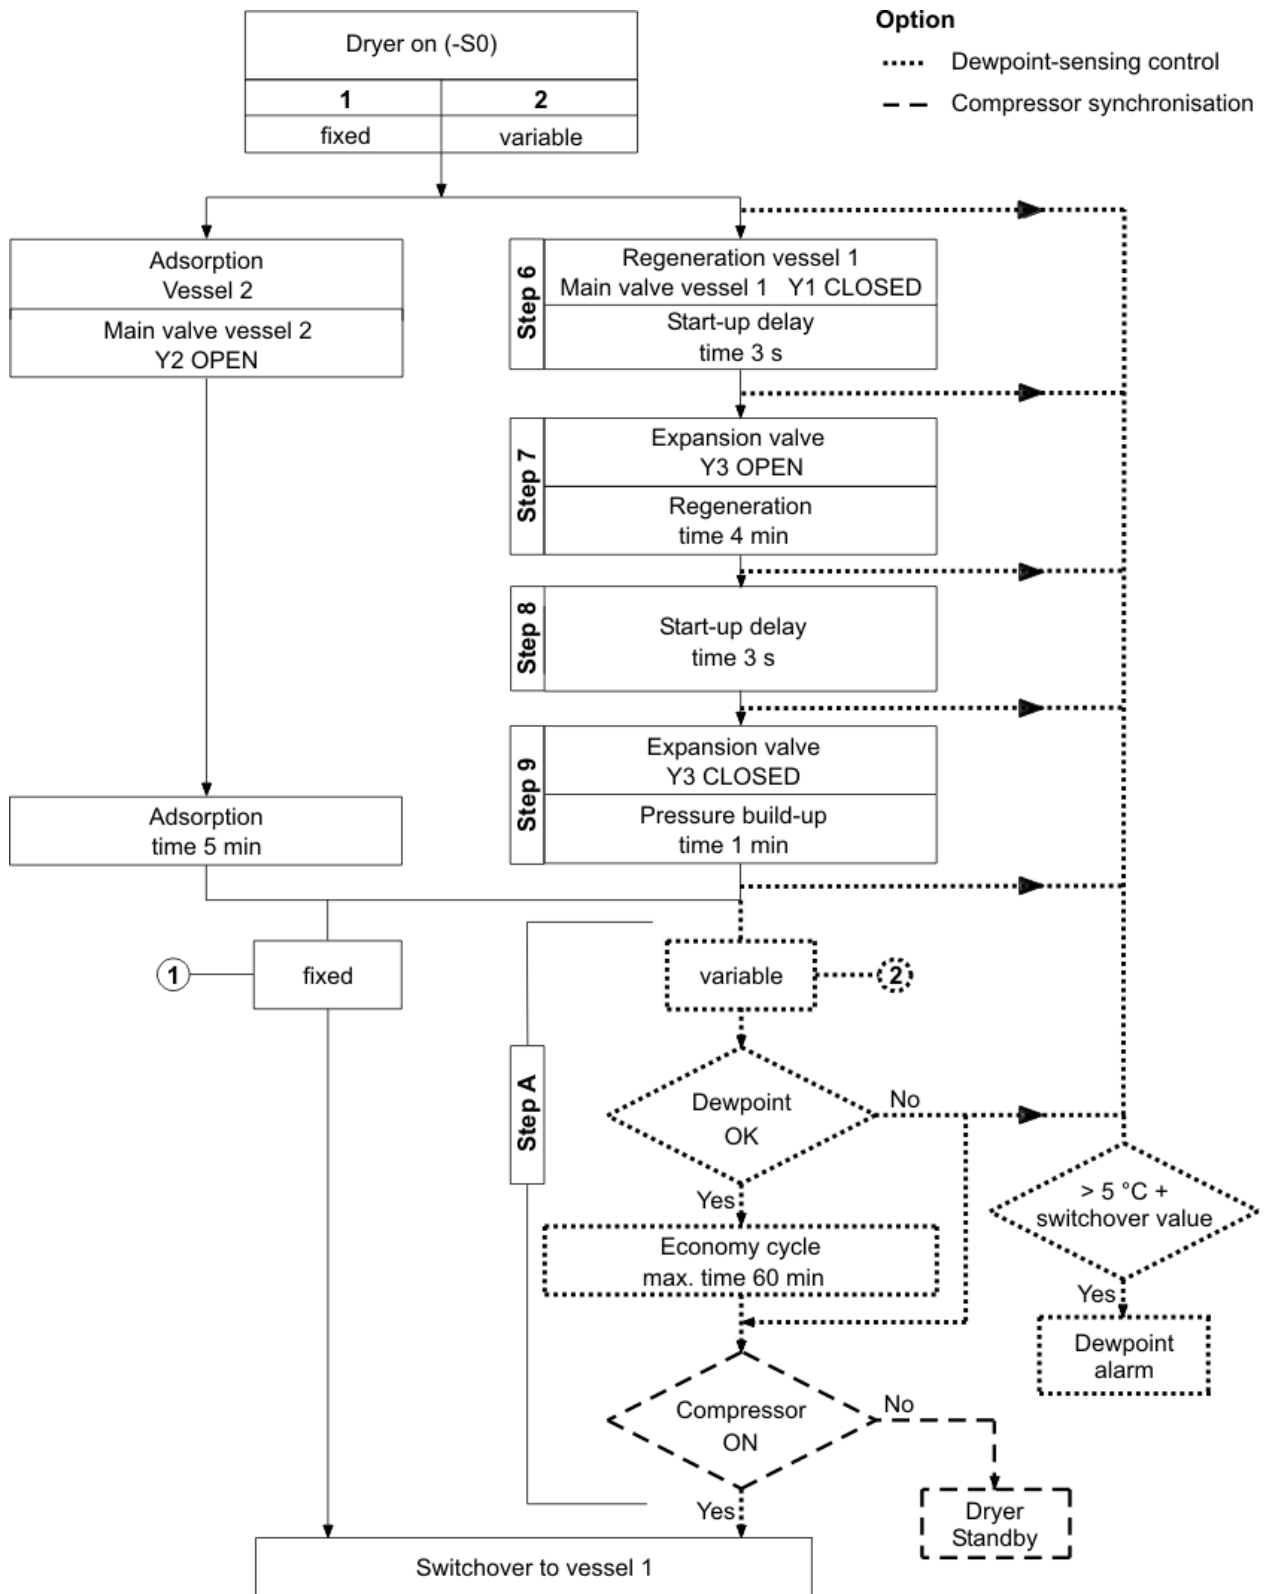 Option
Dewpoint-sensing control
Compressor synchronisation
Dryer on (-S0)
1 2
fixed variable
Adsorption
Vessel 2
Main valve vessel 2
Y2 OPEN
Step 6
Regeneration vessel 1
Main valve vessel 1 Y1 CLOSED
Start-up delay
time 3 s
Step 7
Expansion valve
Y3 OPEN
Regeneration
time 4 min
Step 8
Start-up delay
time 3 s
Step 9
Expansion valve
Y3 CLOSED
Pressure build-up
time 1 min
Adsorption
time 5 min
1
fixed
variable
2
Step A
Dewpoint
OK
No
Yes
> 5 °C +
switchover value
Yes
Dewpoint
alarm
Economy cycle
max. time 60 min
Compressor
ON
No
Yes
Dryer
Standby
Switchover to vessel 1